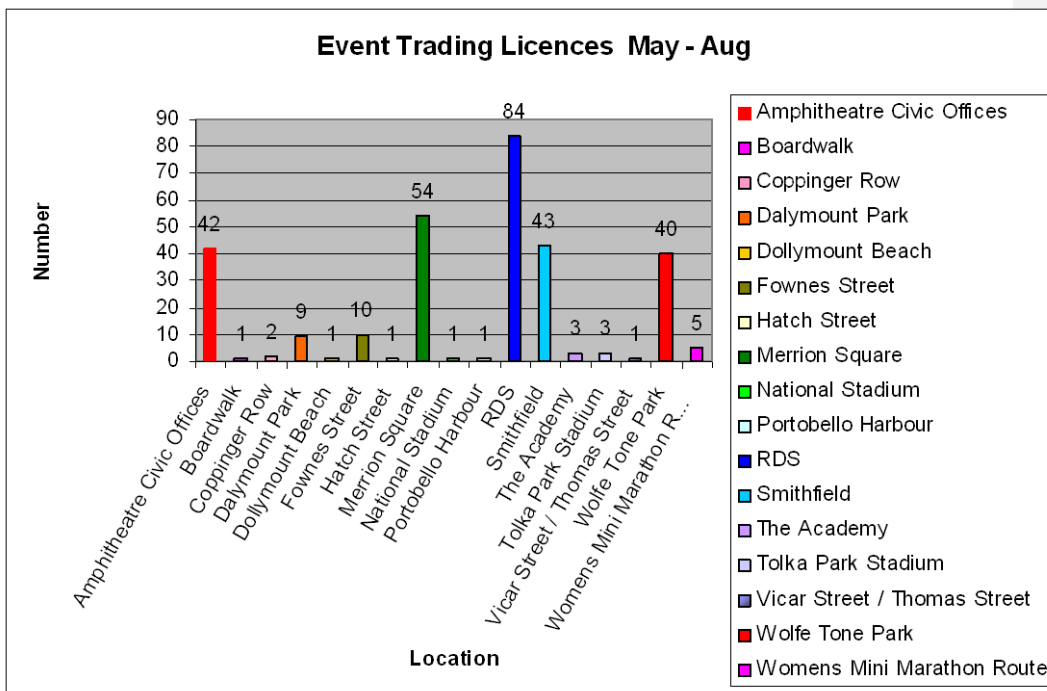 Event Trading Licences  May - Aug
Number
90
80
70
60
50
40
30
20
10
0
42
1
2
9
1
10
1
54
1
1
84
43
3
3
1
40
5
Amphitheatre Civic Offices
Boardwalk
Coppinger Row
Dalymount Park
Dollymount Beach
Fownes Street
Hatch Street
Merrion Square
National Stadium
Portobello Harbour
RDS
Smithfield
The Academy
Tolka Park Stadium
Vicar Street / Thomas Street
Wolfe Tone Park
Womens Mini Marathon R...
Location
Amphitheatre Civic Offices
Boardwalk
Coppinger Row
Dalymount Park
Dollymount Beach
Fownes Street
Hatch Street
Merrion Square
National Stadium
Portobello Harbour
RDS
Smithfield
The Academy
Tolka Park Stadium
Vicar Street / Thomas Street
Wolfe Tone Park
Womens Mini Marathon Route